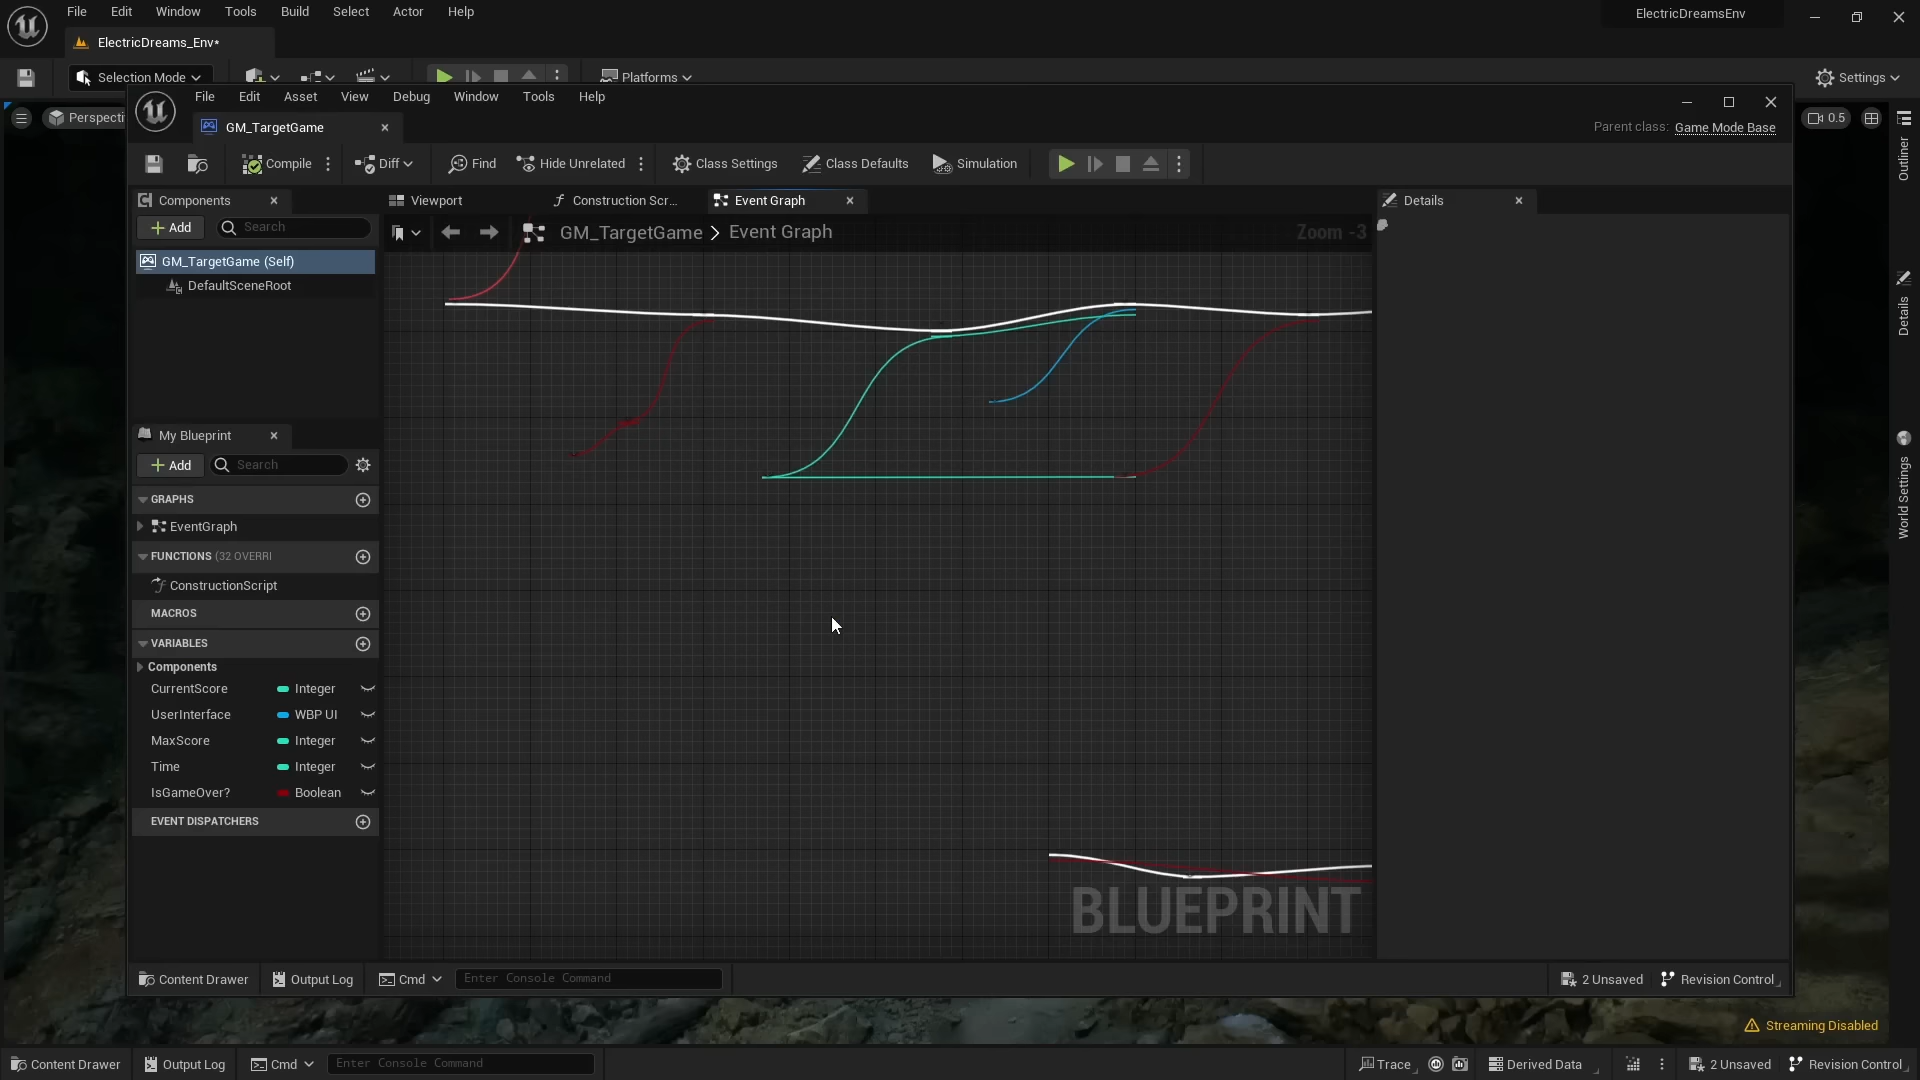 File Edit Window Tools Build Select Actor Help
ElectricDreamsEnv
ElectricDreams_Env*
Selection Mode
Platforms
Settings
File Edit Asset View Debug Window Tools Help
Perspecti
0.5
GM_TargetGame
Parent class: Game Mode Base
Compile
Diff
Find
Hide Unrelated
Class Settings
Class Defaults
Simulation
Outliner
Details
World Settings
Components
Viewport
Construction Scr...
Event Graph
Details
Add
Search
GM_TargetGame > Event Graph
Zoom -3
GM_TargetGame (Self)
DefaultSceneRoot
My Blueprint
Add
Search
GRAPHS
EventGraph
FUNCTIONS (32 OVERRI
ConstructionScript
MACROS
VARIABLES
Components
CurrentScore Integer
UserInterface WBP UI
MaxScore Integer
Time Integer
IsGameOver? Boolean
EVENT DISPATCHERS
BLUEPRINT
Content Drawer
Output Log
Cmd
Enter Console Command
2 Unsaved
Revision Control
Streaming Disabled
Content Drawer
Output Log
Cmd
Enter Console Command
Trace
Derived Data
2 Unsaved
Revision Control